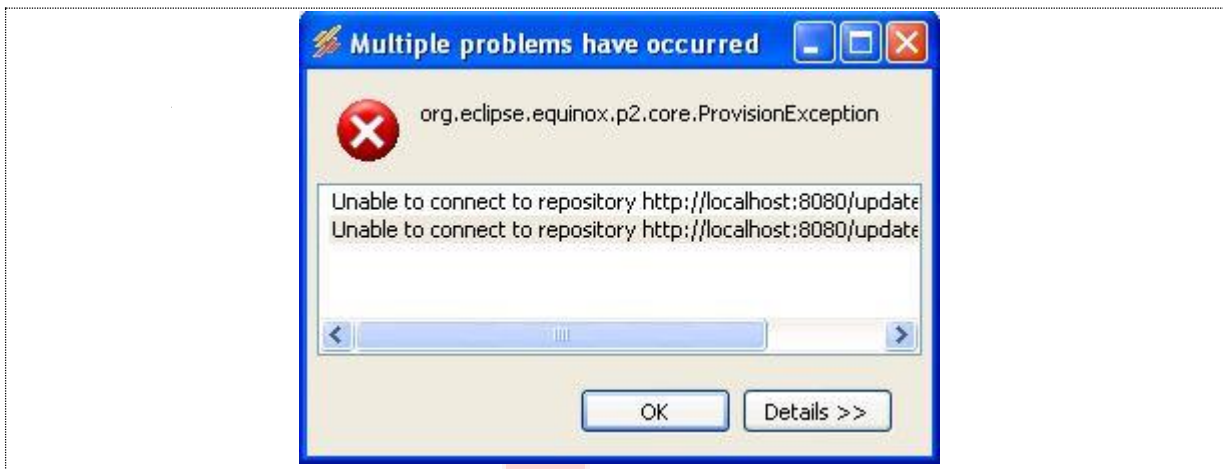 Multiple problems have occurred
org.eclipse.equinox.p2.core.ProvisionException
Unable to connect to repository http://localhost:8080/update
Unable to connect to repository http://localhost:8080/update
OK
Details >>